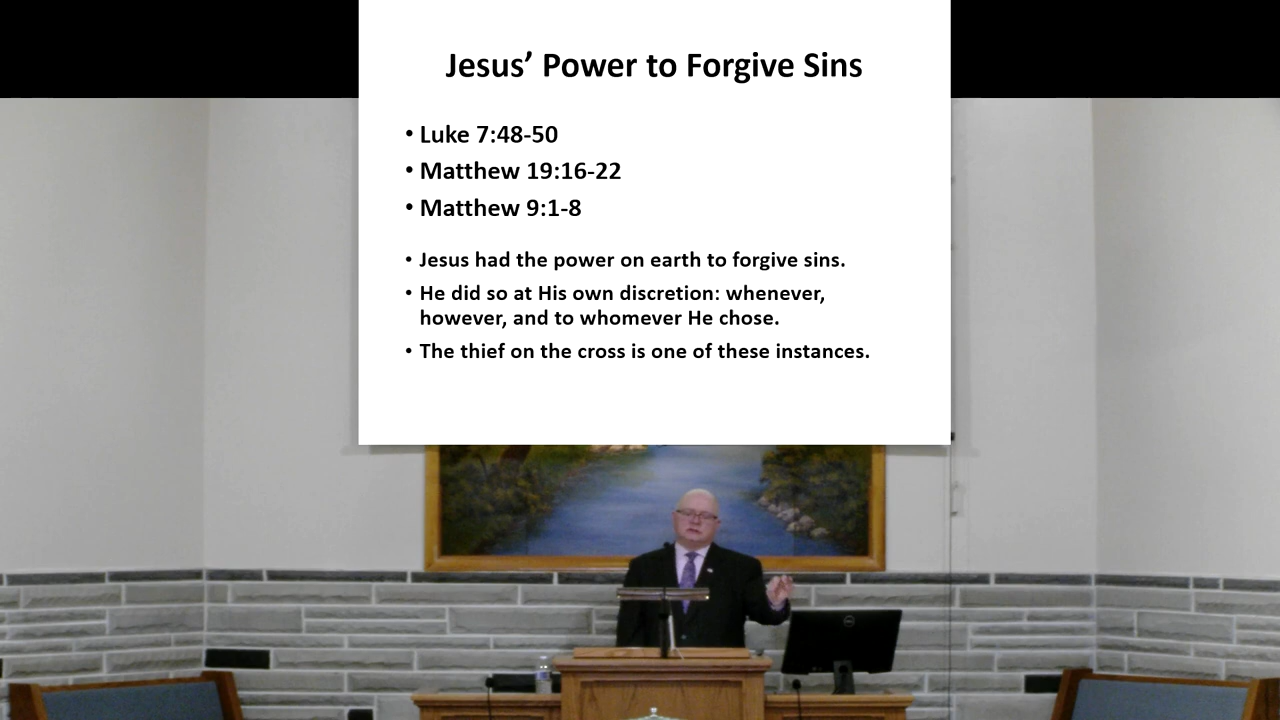 Jesus’ Power to Forgive Sins
• Luke 7:48-50
• Matthew 19:16-22
• Matthew 9:1-8
• Jesus had the power on earth to forgive sins.
• He did so at His own discretion: whenever,
however, and to whomever He chose.
• The thief on the cross is one of these instances.
DELL